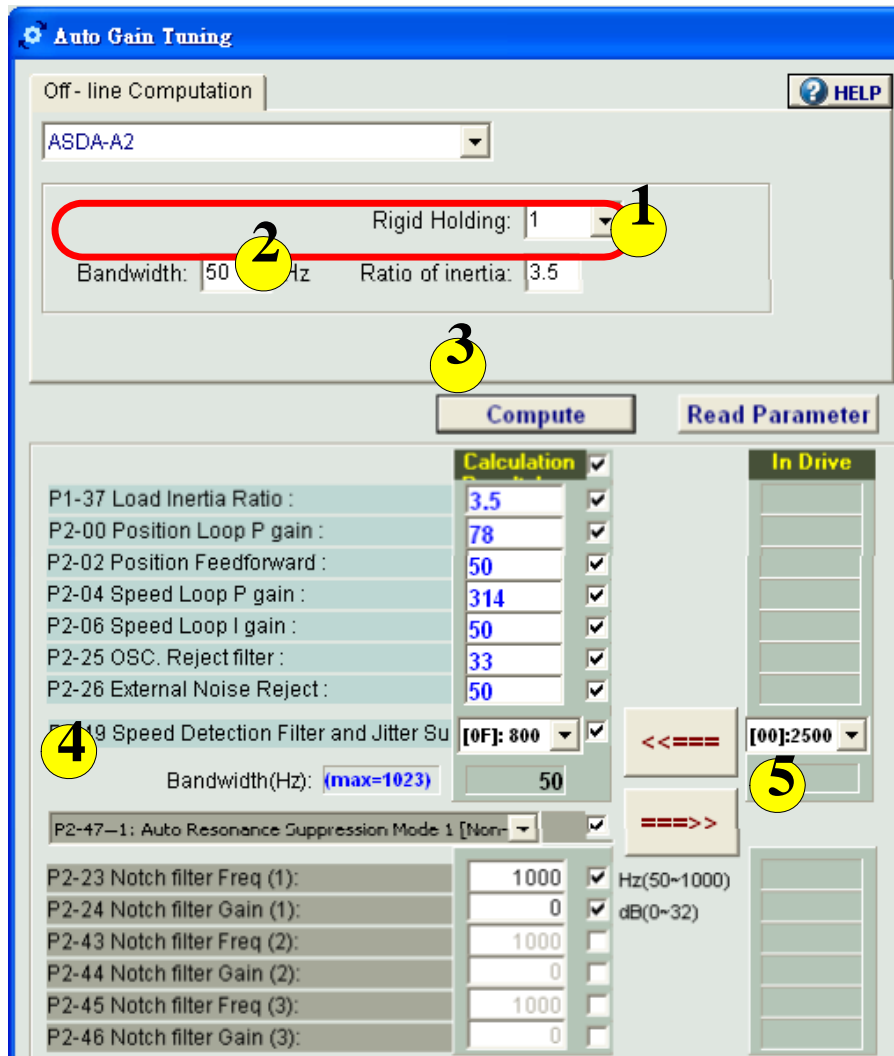 Auto Gain Tuning
Off - line Computation
HELP
ASDA-A2
Rigid Holding: 1
1
2
Bandwidth: 50 Hz Ratio of inertia: 3.5
3
Compute Read Parameter
Calculation In Drive
P1-37 Load Inertia Ratio : 3.5
P2-00 Position Loop P gain : 78
P2-02 Position Feedforward : 50
P2-04 Speed Loop P gain : 314
P2-06 Speed Loop I gain : 50
P2-25 OSC. Reject filter : 33
P2-26 External Noise Reject : 50
19 Speed Detection Filter and Jitter Su [0F]: 800 <<=== [00]:2500
4
Bandwidth(Hz): (max=1023) 50
5
P2-47--1: Auto Resonance Suppression Mode 1 [Non- ===>>
P2-23 Notch filter Freq (1): 1000 Hz(50~1000)
P2-24 Notch filter Gain (1): 0 dB(0~32)
P2-43 Notch filter Freq (2): 1000
P2-44 Notch filter Gain (2): 0
P2-45 Notch filter Freq (3): 1000
P2-46 Notch filter Gain (3): 0